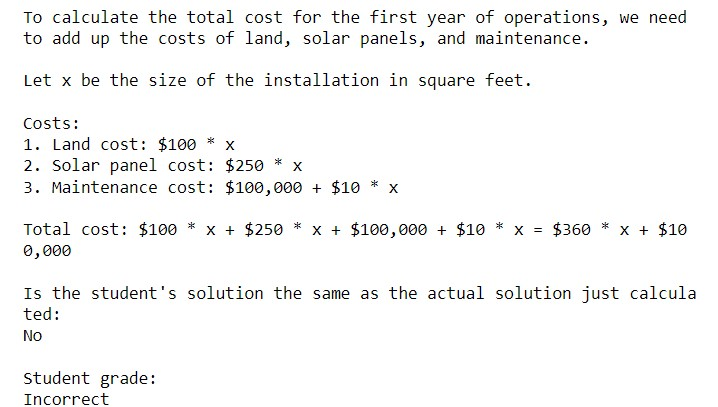 To calculate the total cost for the first year of operations, we need
to add up the costs of land, solar panels, and maintenance.
Let x be the size of the installation in square feet.
Costs:
1. Land cost: $100 * x
2. Solar panel cost: $250 * x
3. Maintenance cost: $100,000 + $10 * x
Total cost: $100 * x + $250 * x + $100,000 + $10 * x = $360 * x + $10
0,000
Is the student's solution the same as the actual solution just calcula
ted:
No
Student grade:
Incorrect